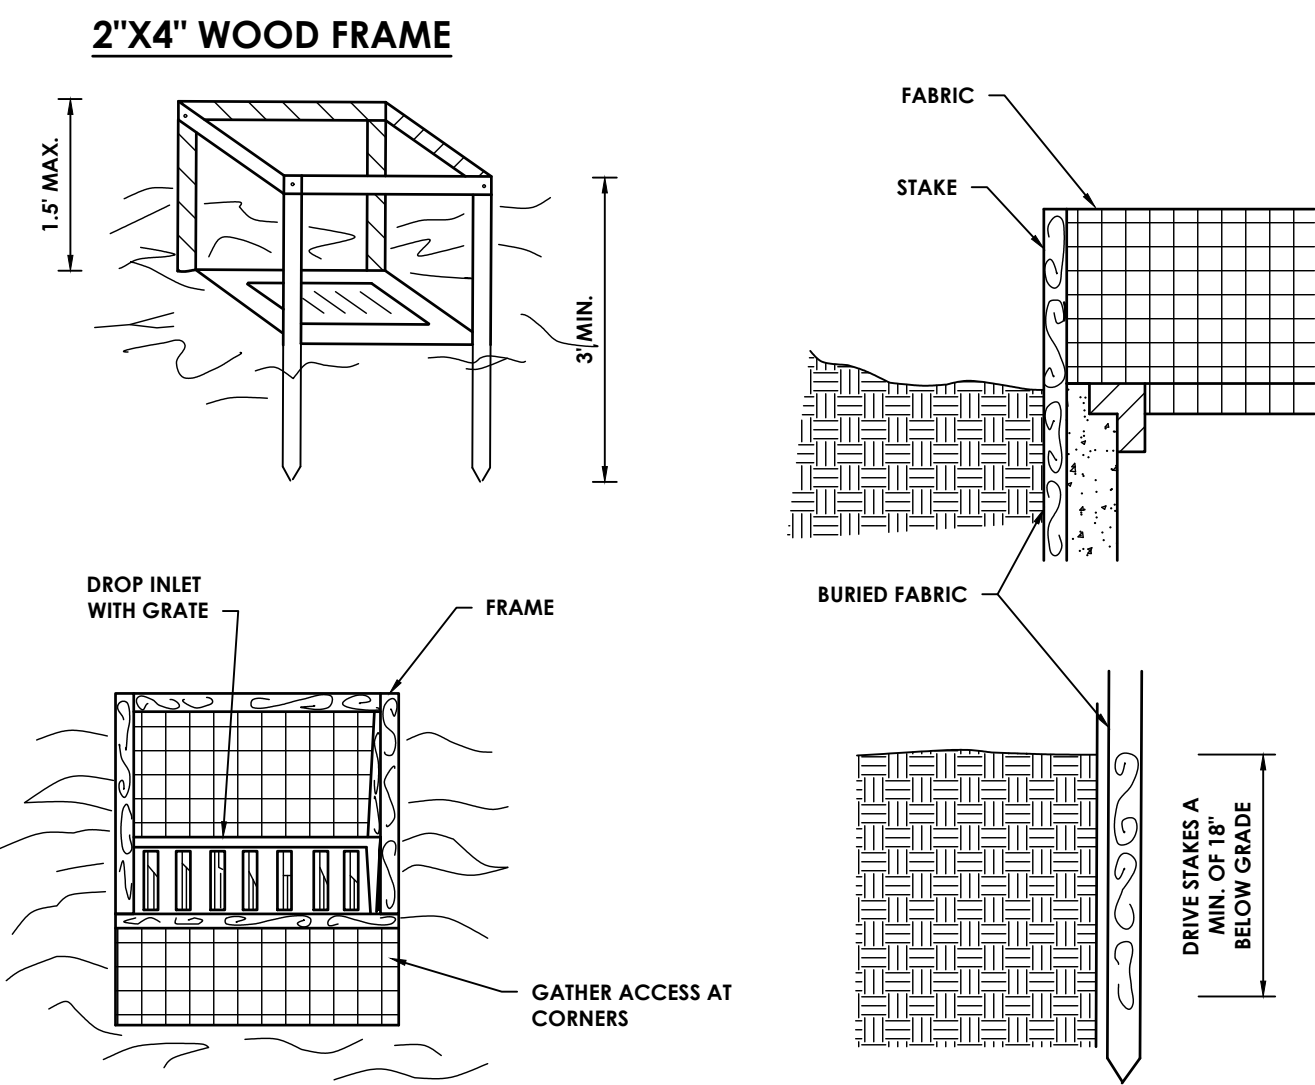 2"X4" WOOD FRAME
1.5' MAX.
3' MIN.
FABRIC
STAKE
BURIED FABRIC
DROP INLET
WITH GRATE
FRAME
GATHER ACCESS AT
CORNERS
DRIVE STAKES A
MIN. OF 18"
BELOW GRADE